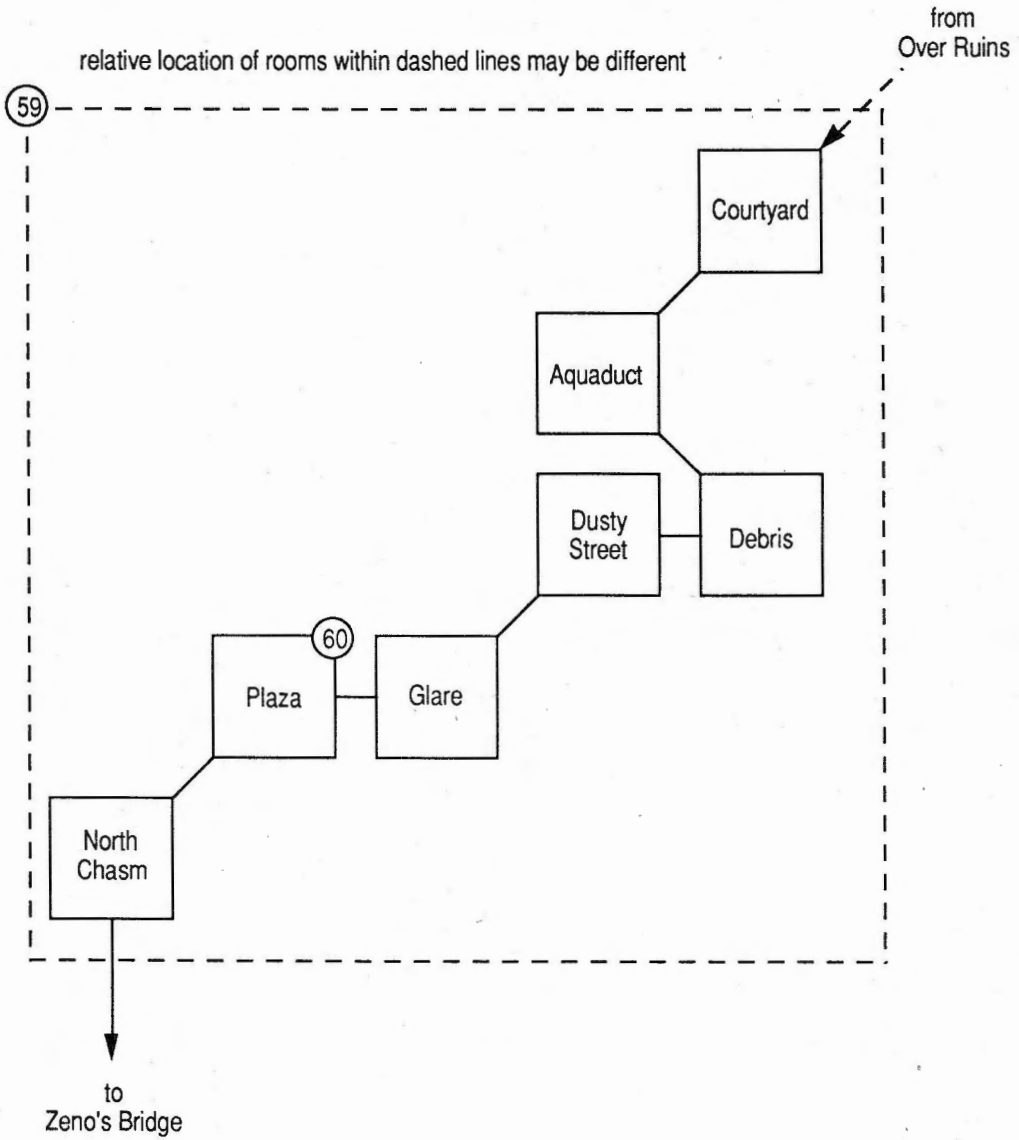 from
Over Ruins
relative location of rooms within dashed lines may be different
59
Courtyard
Aquaduct
Dusty
Street
Debris
60
Plaza
Glare
North
Chasm
to
Zeno's Bridge